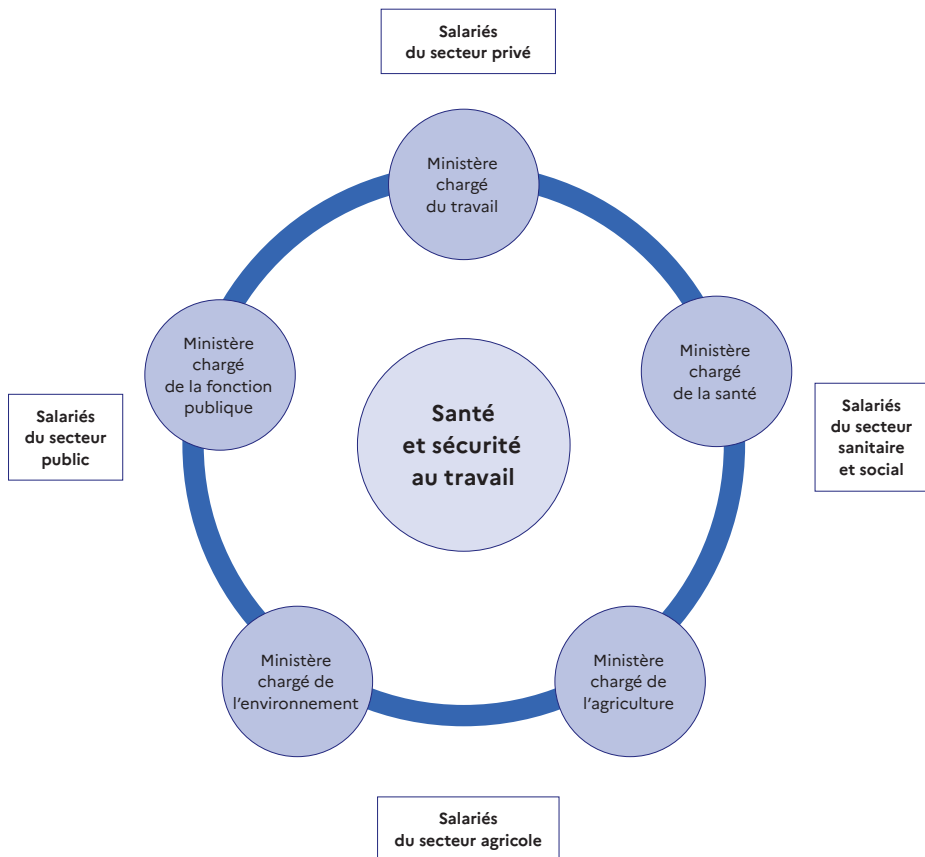 Salariés
du secteur privé
Ministère
chargé
du travail
Ministère
chargé
de la fonction
publique
Ministère
chargé
de la santé
Salariés
du secteur
public
Santé
et sécurité
au travail
Salariés
du secteur
sanitaire
et social
Ministère
chargé de
l'environnement
Ministère
chargé de
l'agriculture
Salariés
du secteur agricole